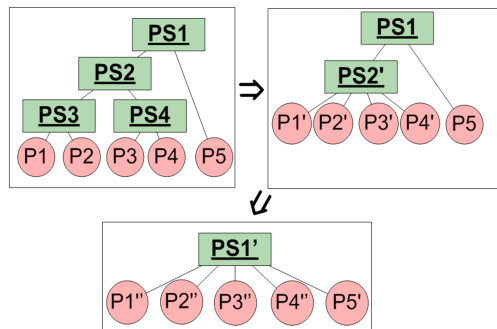 PS1
PS2
PS3 PS4
P1 P2 P3 P4 P5
PS1
PS2'
P1' P2' P3' P4' P5
PS1’
P1" P2" P3" P4" P5'